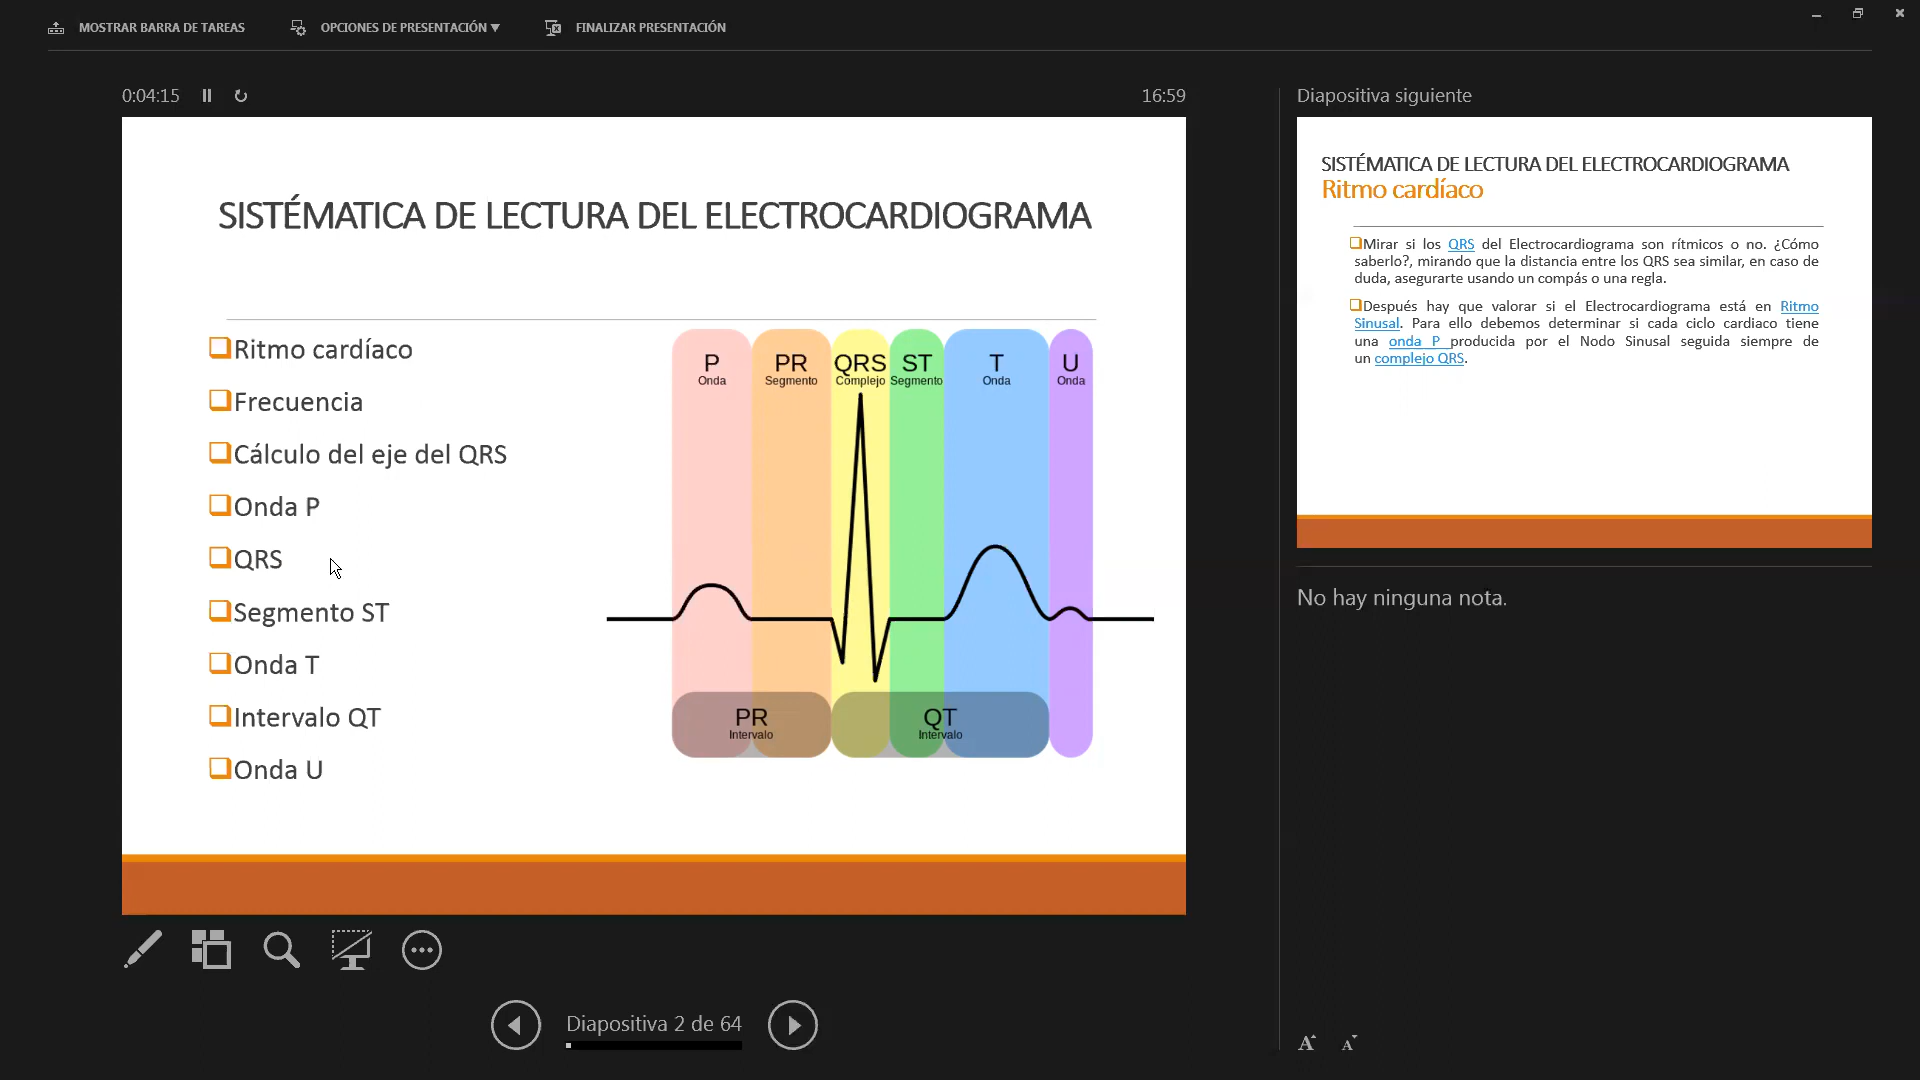 MOSTRAR BARRA DE TAREAS
OPCIONES DE PRESENTACIÓN ▼
FINALIZAR PRESENTACIÓN
0:04:15
16:59
SISTÉMATICA DE LECTURA DEL ELECTROCARDIOGRAMA
Ritmo cardíaco
Frecuencia
Cálculo del eje del QRS
Onda P
QRS
Segmento ST
Onda T
Intervalo QT
Onda U
P
Onda
PR
Segmento
QRS
Complejo
ST
Segmento
T
Onda
U
Onda
PR
Intervalo
QT
Intervalo
Diapositiva 2 de 64
Diapositiva siguiente
SISTÉMATICA DE LECTURA DEL ELECTROCARDIOGRAMA
Ritmo cardíaco
Mirar si los QRS del Electrocardiograma son rítmicos o no. ¿Cómo
saberlo?, mirando que la distancia entre los QRS sea similar, en caso de
duda, asegurarte usando un compás o una regla.
Después hay que valorar si el Electrocardiograma está en Ritmo
Sinusal. Para ello debemos determinar si cada ciclo cardiaco tiene
una onda P producida por el Nodo Sinusal seguida siempre de
un complejo QRS.
No hay ninguna nota.
A A